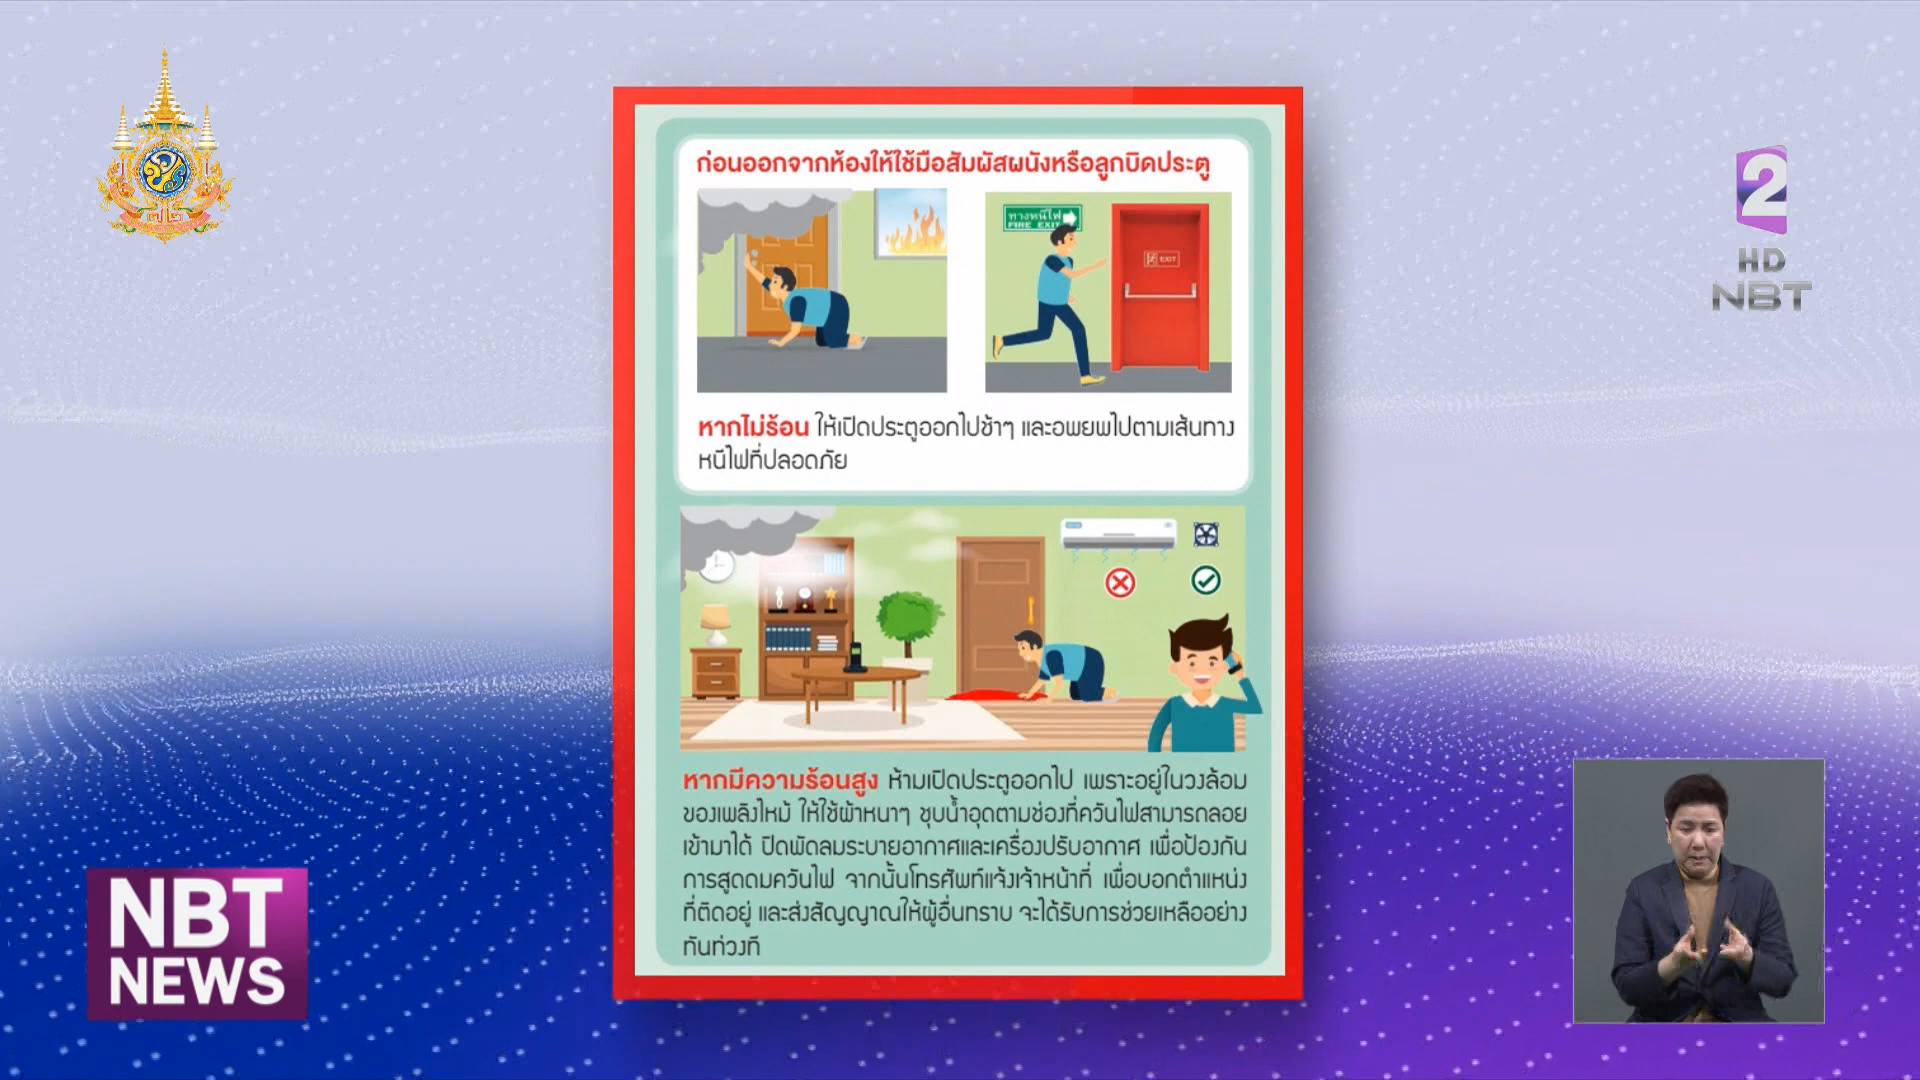 ก่อนออกจากห้องให้ใช้มือสัมผัสผนังหรือลูกบิดประตู
ทางหนีไฟ
FIRE EXIT
EXIT
หากไม่ร้อน ให้เปิดประตูออกไปช้าๆ และอพยพไปตามเส้นทาง
หนีไฟที่ปลอดภัย
หากมีความร้อนสูง ห้ามเปิดประตูออกไป เพราะอยู่ในวงล้อม
ของเพลิงไหม้ ให้ใช้ผ้าหนาๆ ชุบน้ำอุดตามช่องที่ควันไฟสามารถลอย
เข้ามาได้ ปิดพัดลมระบายอากาศและเครื่องปรับอากาศ เพื่อป้องกัน
การสูดดมควันไฟ จากนั้นโทรศัพท์แจ้งเจ้าหน้าที่ เพื่อบอกตำแหน่ง
ที่ติดอยู่ และส่งสัญญาณให้ผู้อื่นทราบ จะได้รับการช่วยเหลืออย่าง
ทันท่วงที
2
HD
NBT
NBT
NEWS
๗๒